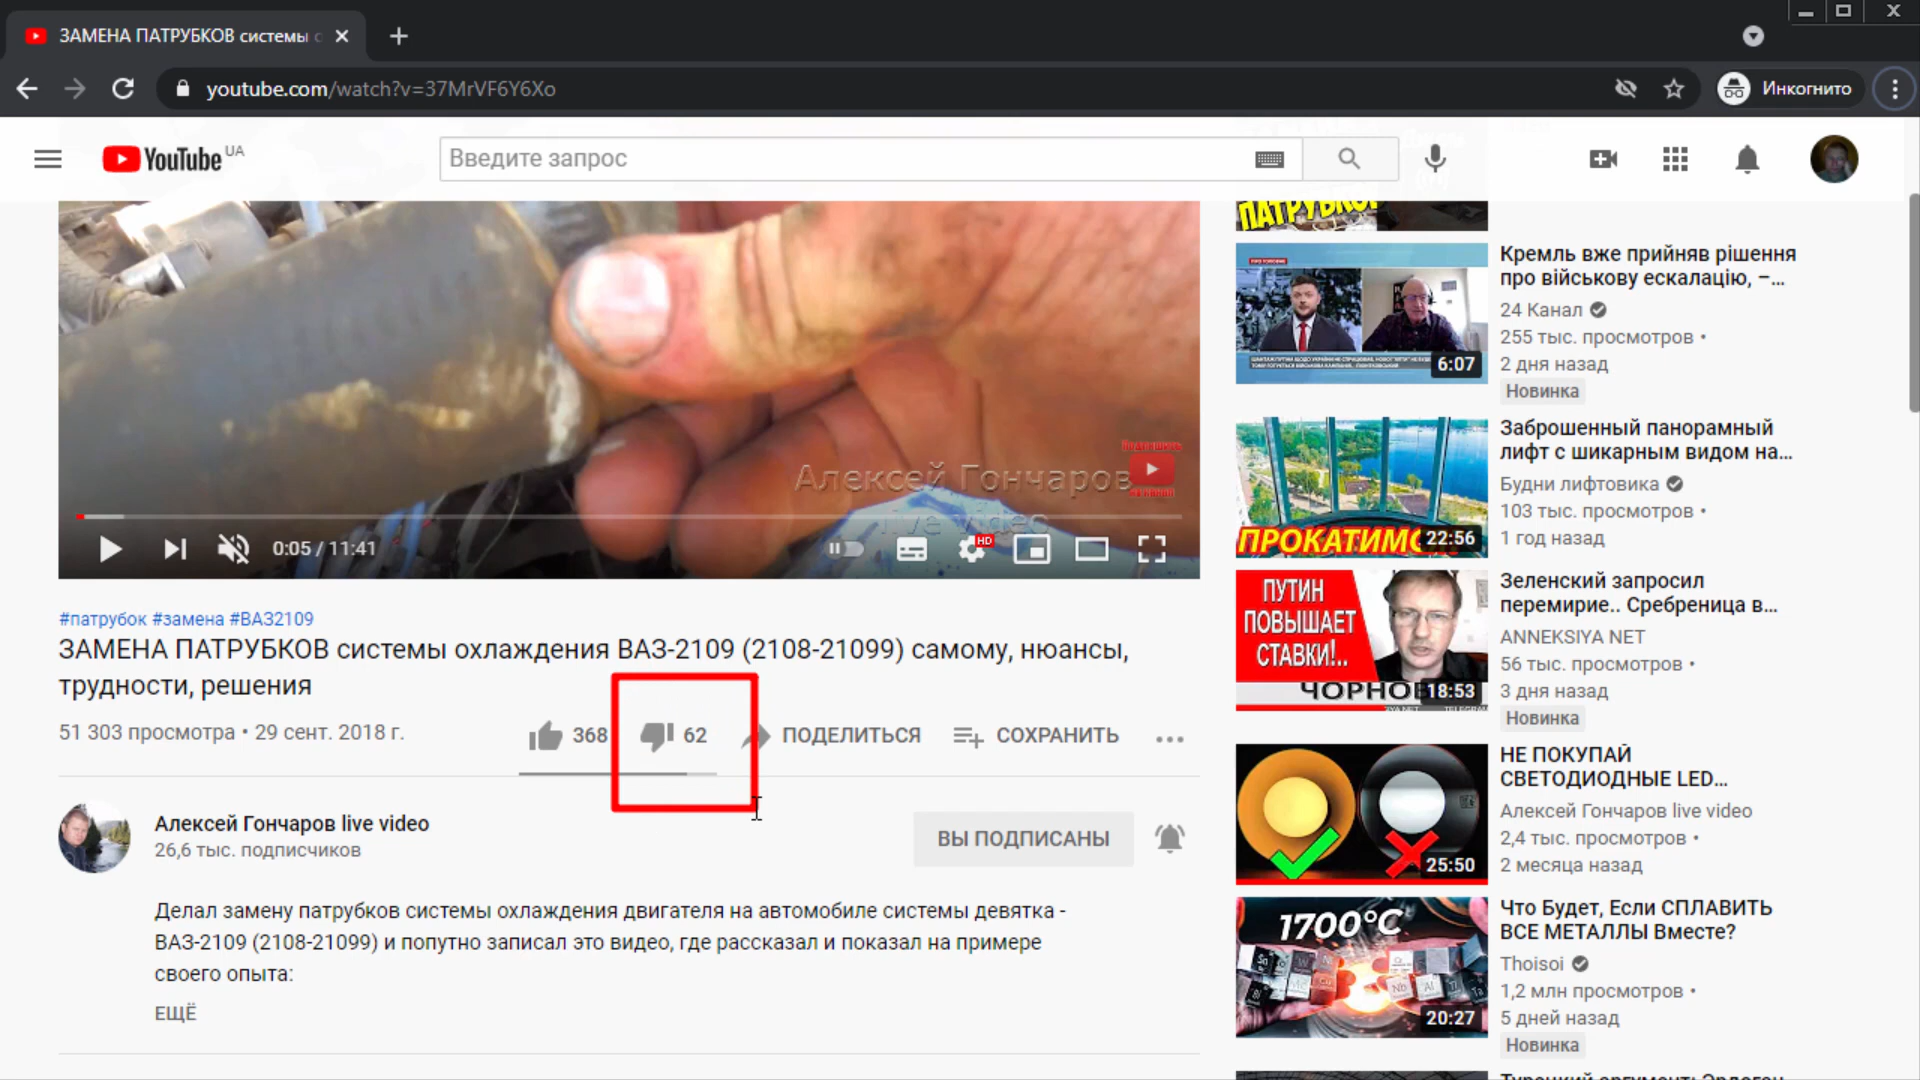 ЗАМЕНА ПАТРУБКОВ системы о
youtube.com/watch?v=37MrVF6Y6Xo
Инкогнито
YouTube UA
Введите запрос
Алексей Гончаров
live video
0:05 / 11:41
HD
#патрубок #замена #ВАЗ2109
ЗАМЕНА ПАТРУБКОВ системы охлаждения ВАЗ-2109 (2108-21099) самому, нюансы,
трудности, решения
51 303 просмотра • 29 сент. 2018 г.
368
62
ПОДЕЛИТЬСЯ
СОХРАНИТЬ
Алексей Гончаров live video
26,6 тыс. подписчиков
ВЫ ПОДПИСАНЫ
Делал замену патрубков системы охлаждения двигателя на автомобиле системы девятка -
ВАЗ-2109 (2108-21099) и попутно записал это видео, где рассказал и показал на примере
своего опыта:
ЕЩЁ
6:07
Кремль вже прийняв рішення
про військову ескалацію, –...
24 Канал
255 тыс. просмотров •
2 дня назад
Новинка
22:56
Заброшенный панорамный
лифт с шикарным видом на...
Будни лифтовика
103 тыс. просмотров •
1 год назад
ПУТИН
ПОВЫШАЕТ
СТАВКИ!..
18:53
Зеленский запросил
перемирие.. Сребреница в...
ANNEKSIYA NET
56 тыс. просмотров •
3 дня назад
Новинка
25:50
НЕ ПОКУПАЙ
СВЕТОДИОДНЫЕ LED...
Алексей Гончаров live video
2,4 тыс. просмотров •
2 месяца назад
1700°C
20:27
Что Будет, Если СПЛАВИТЬ
ВСЕ МЕТАЛЛЫ Вместе?
Thoisoi
1,2 млн просмотров •
5 дней назад
Новинка